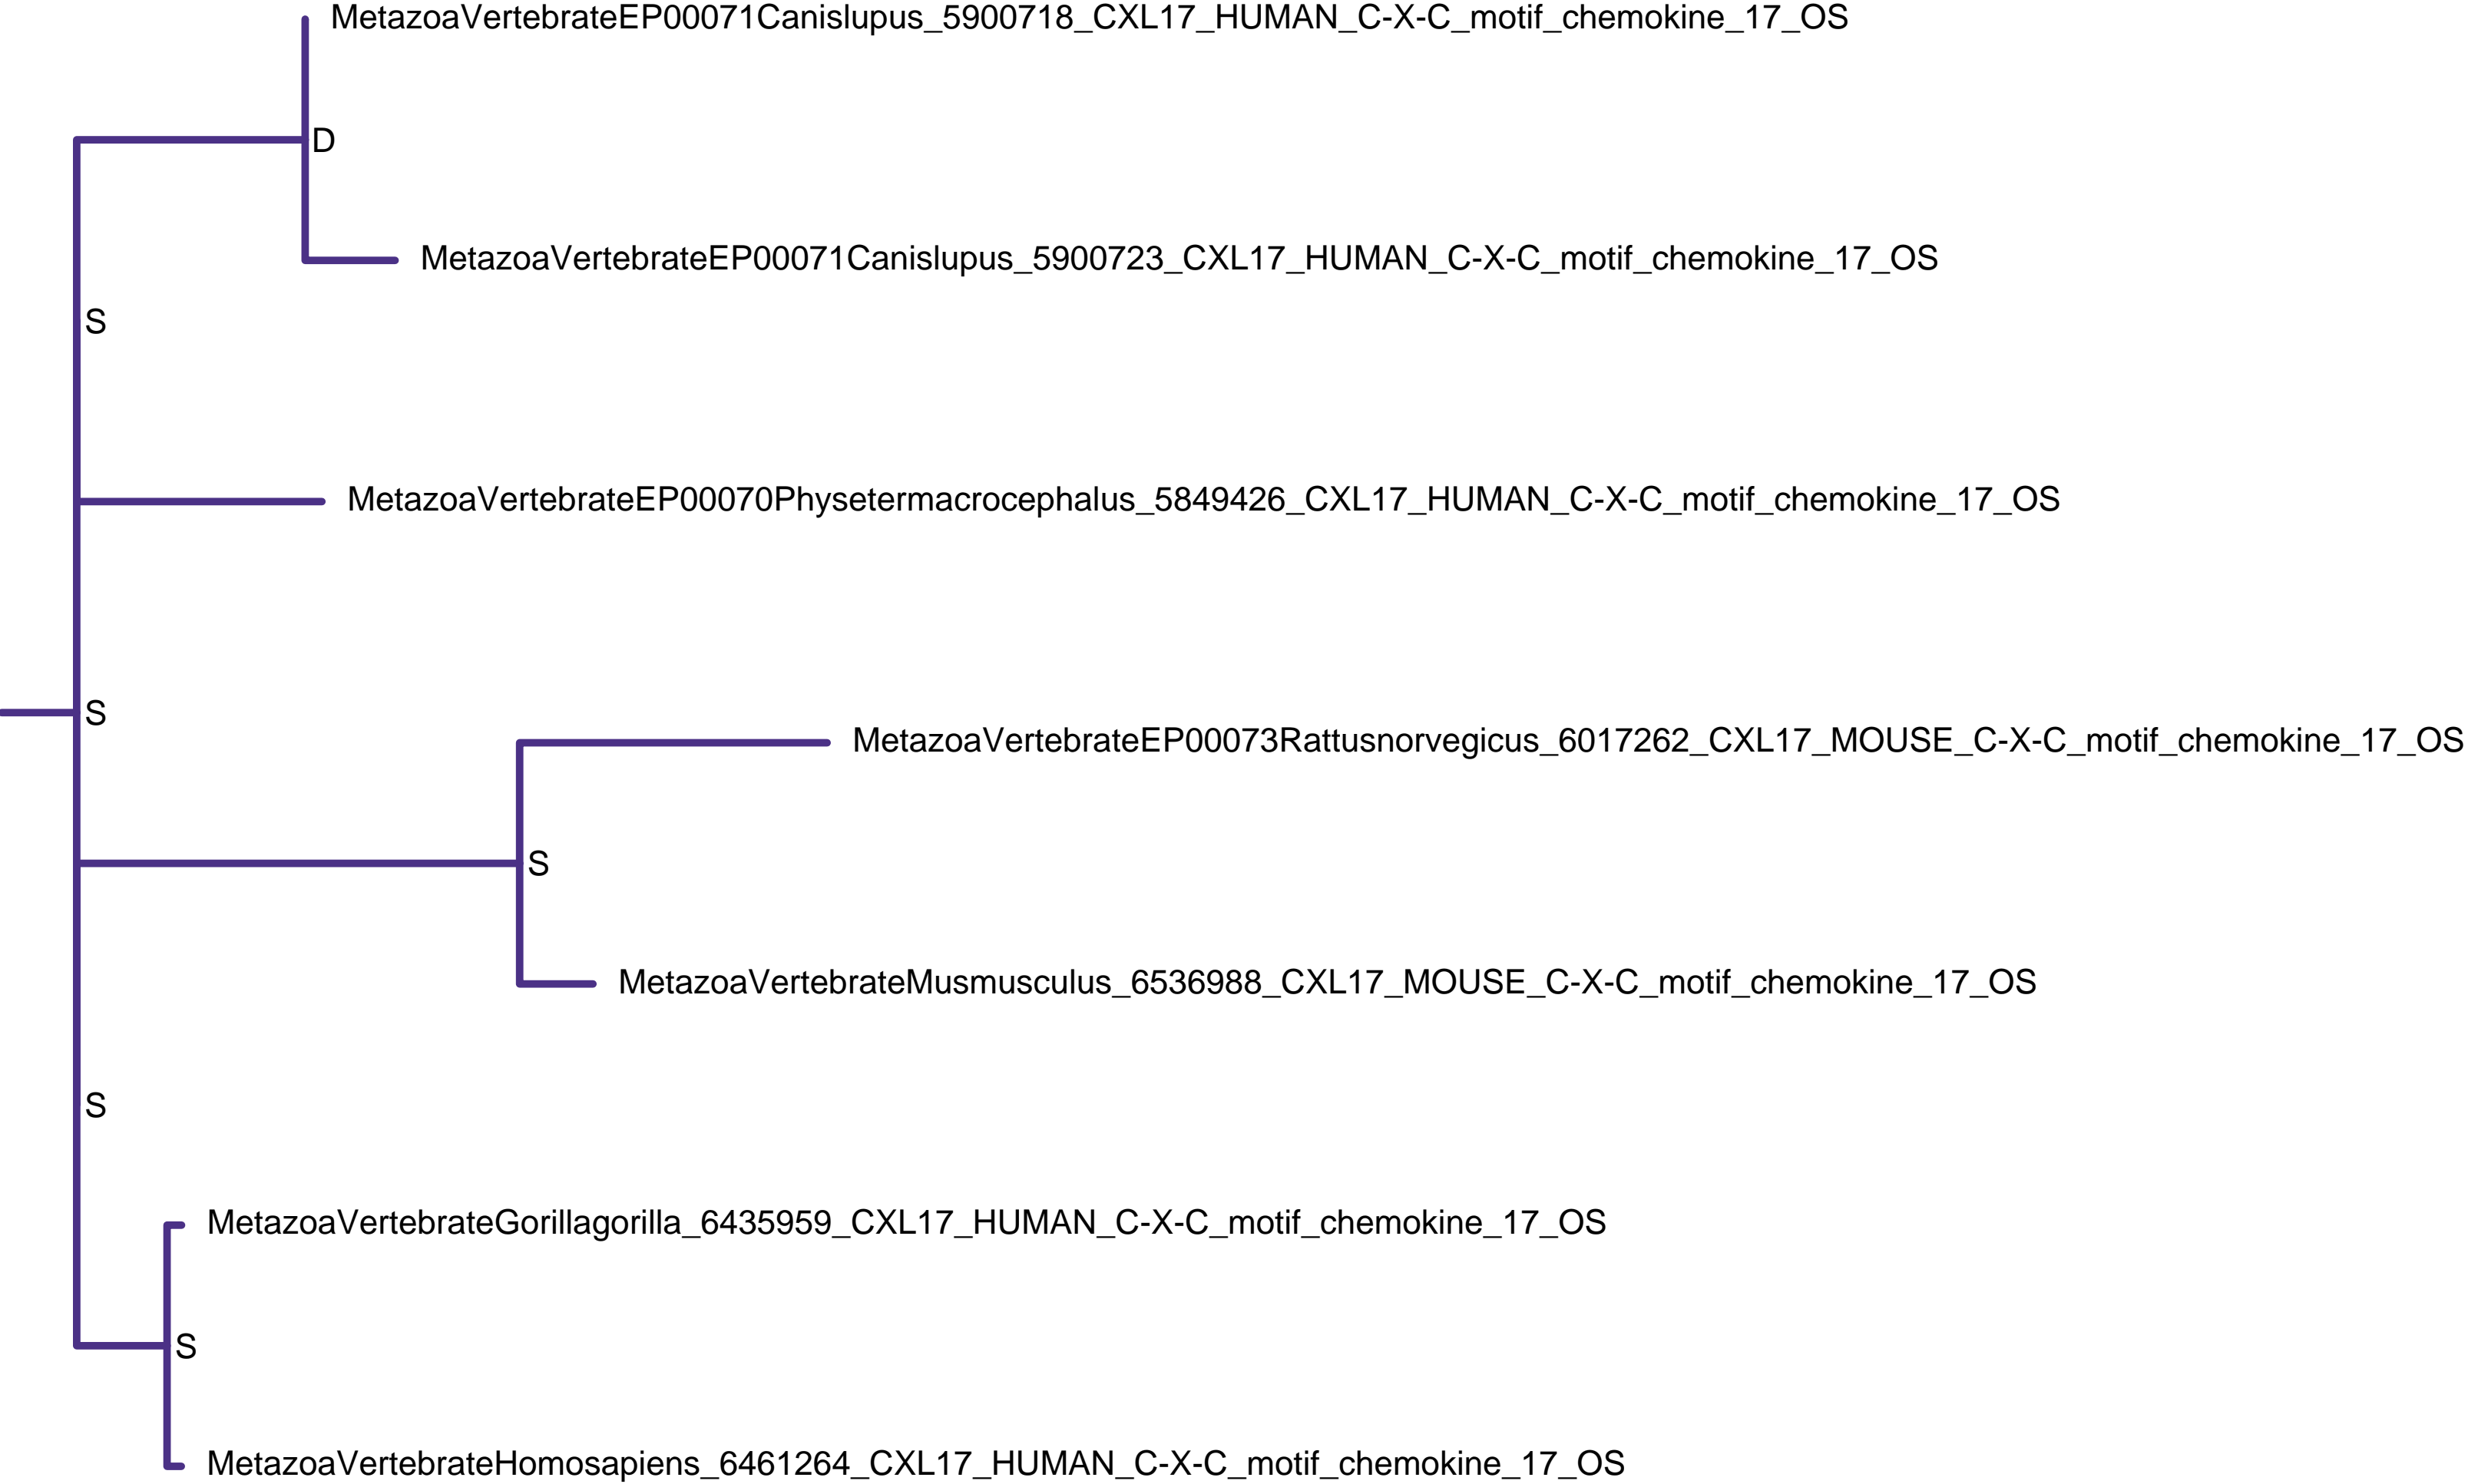 MetazoaVertebrateEP00071Canislupus_5900718_CXL17_HUMAN_C-X-C_motif_chemokine_17_OS
D
MetazoaVertebrateEP00071Canislupus_5900723_CXL17_HUMAN_C-X-C_motif_chemokine_17_OS
S
MetazoaVertebrateEP00070Physetermacrocephalus_5849426_CXL17_HUMAN_C-X-C_motif_chemokine_17_OS
S
MetazoaVertebrateEP00073Rattusnorvegicus_6017262_CXL17_MOUSE_C-X-C_motif_chemokine_17_OS
S
MetazoaVertebrateMusmusculus_6536988_CXL17_MOUSE_C-X-C_motif_chemokine_17_OS
S
MetazoaVertebrateGorillagorilla_6435959_CXL17_HUMAN_C-X-C_motif_chemokine_17_OS
S
MetazoaVertebrateHomosapiens_6461264_CXL17_HUMAN_C-X-C_motif_chemokine_17_OS